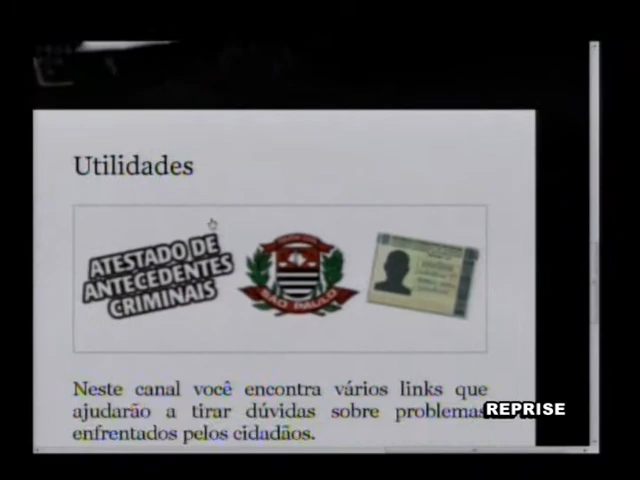 Utilidades
ATESTADO DE
ANTECEDENTES
CRIMINAIS
SÃO PAULO
Neste canal você encontra vários links que
ajudarão a tirar dúvidas sobre problemas
enfrentados pelos cidadãos.
REPRISE